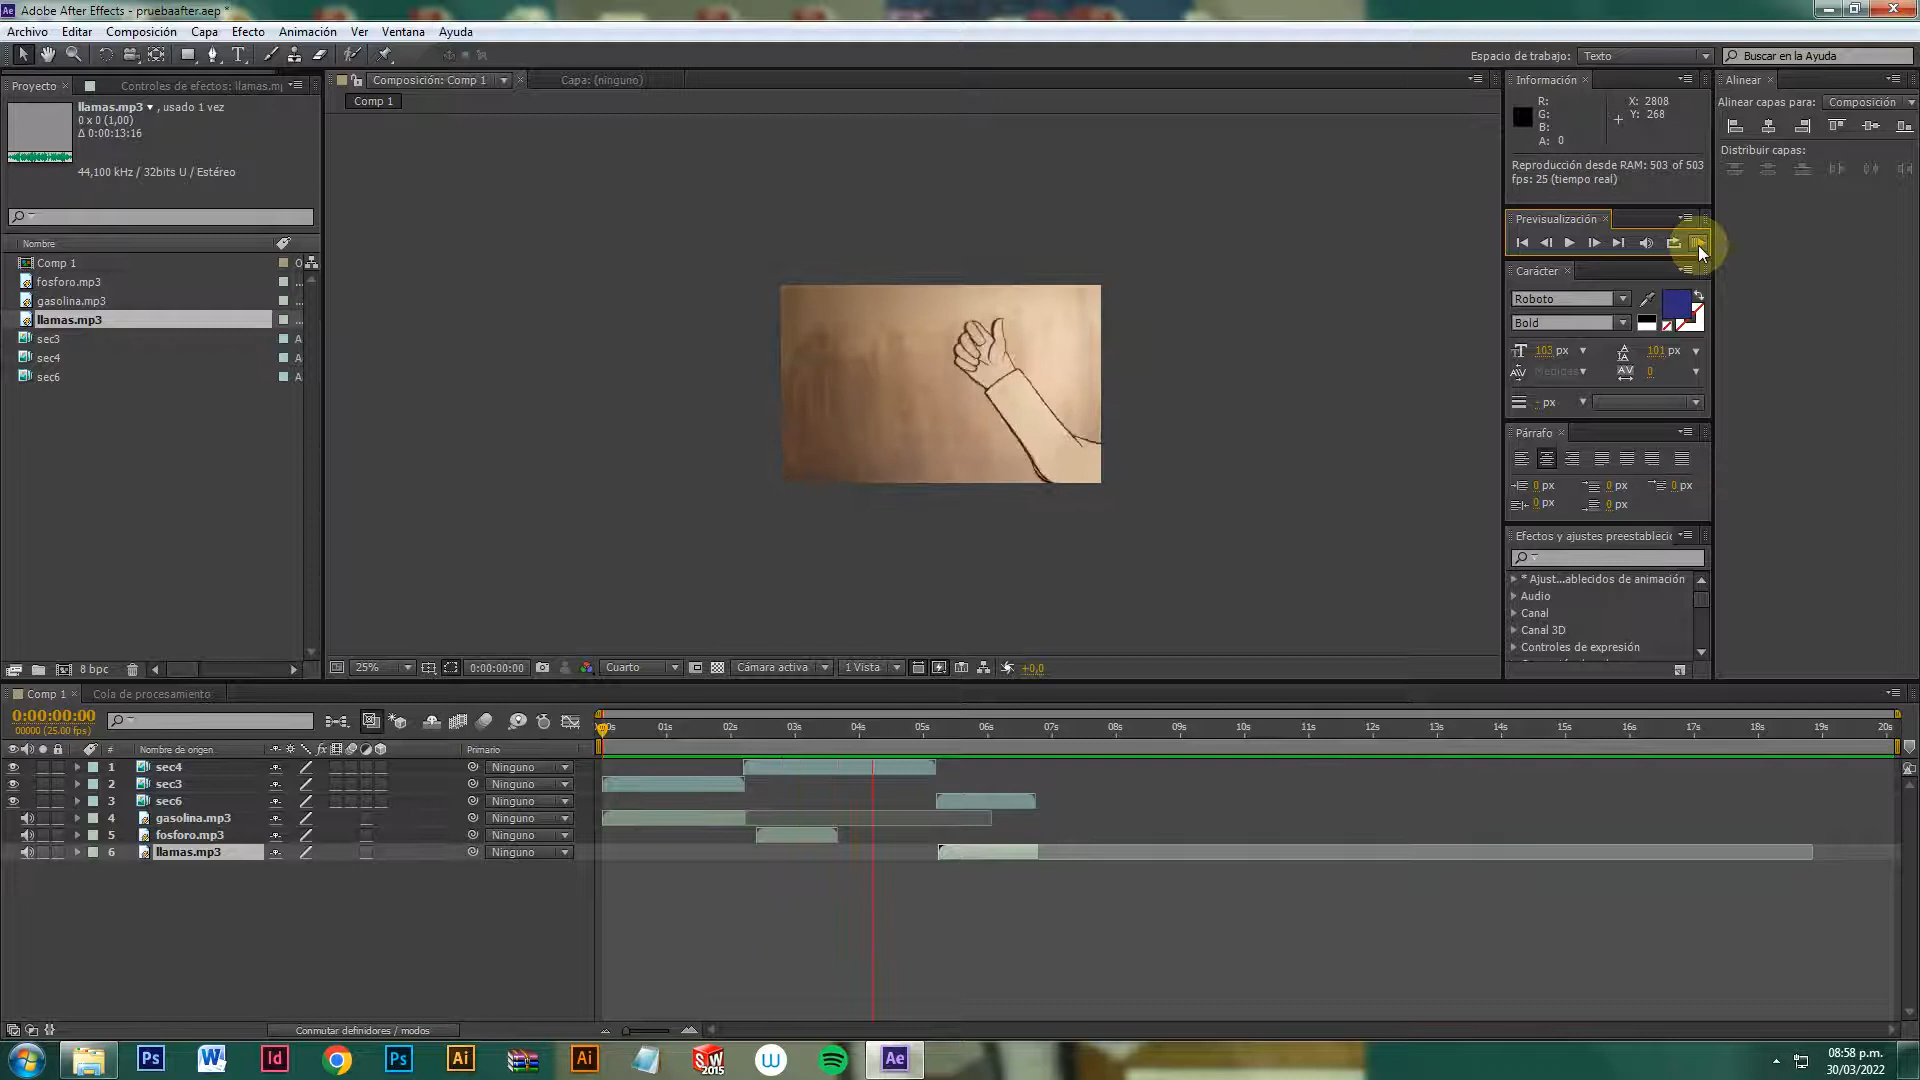 Adobe After Effects - pruebaafter.aep *
Archivo Editar Composición Capa Efecto Animación Ver Ventana Ayuda
Espacio de trabajo: Texto
Buscar en la Ayuda
Proyecto
Controles de efectos: llamas.m
llamas.mp3 , usado 1 vez
0 x 0 (1,00)
Δ 0:00:13:16
44,100 kHz / 32bits U / Estéreo
Nombre
Comp 1
fosforo.mp3
gasolina.mp3
llamas.mp3
sec3
sec4
sec6
8 bpc
Composición: Comp 1
Capa: (ninguno)
Comp 1
25%
0:00:00:00
Cuarto
Cámara activa
1 Vista
+0,0
Información
R:
G:
B:
A: 0
X: 2808
Y: 268
Reproducción desde RAM: 503 of 503
fps: 25 (tiempo real)
Previsualización
Carácter
Roboto
Bold
103 px
101 px
Medidas
0
- px
Párrafo
0 px
0 px
0 px
0 px
0 px
Efectos y ajustes preestableci
* Ajust...ablecidos de animación
Audio
Canal
Canal 3D
Controles de expresión
Alinear
Alinear capas para: Composición
Distribuir capas:
Comp 1
Cola de procesamiento
0:00:00:00
00000 (25.00 fps)
# Nombre de origen
Primario
1 sec4 Ninguno
2 sec3 Ninguno
3 sec6 Ninguno
4 gasolina.mp3 Ninguno
5 fosforo.mp3 Ninguno
6 llamas.mp3 Ninguno
01s 02s 03s 04s 05s 06s 07s 08s 09s 10s 11s 12s 13s 14s 15s 16s 17s 18s 19s 20s
Conmutar definidores / modos
Ps
W
Id
Ps
Ai
Ai
SW
2015
W
Ae
08:58 p.m.
30/03/2022